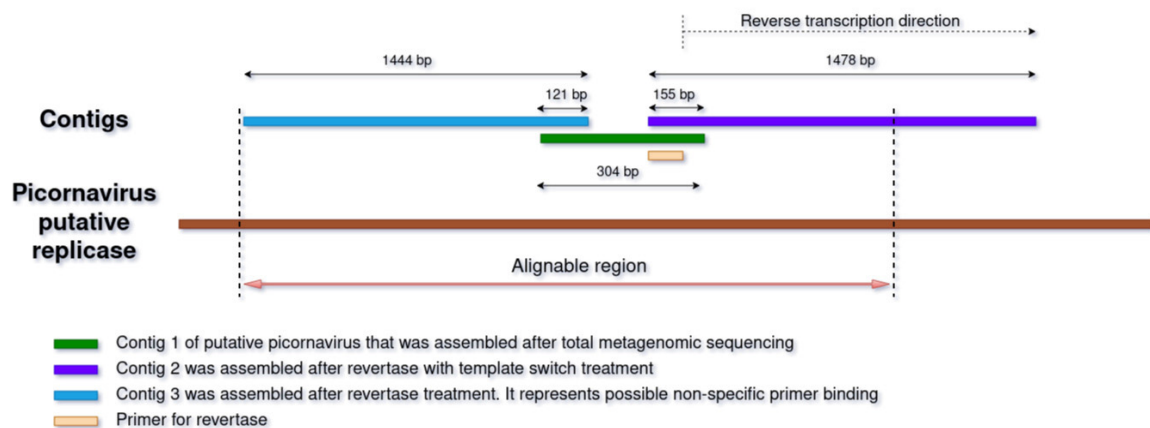 Reverse transcription direction
1444 bp
1478 bp
121 bp
155 bp
Contigs
304 bp
Picornavirus
putative
replicase
Alignable region
Contig 1 of putative picornavirus that was assembled after total metagenomic sequencing
Contig 2 was assembled after revertase with template switch treatment
Contig 3 was assembled after revertase treatment. It represents possible non-specific primer binding
Primer for revertase